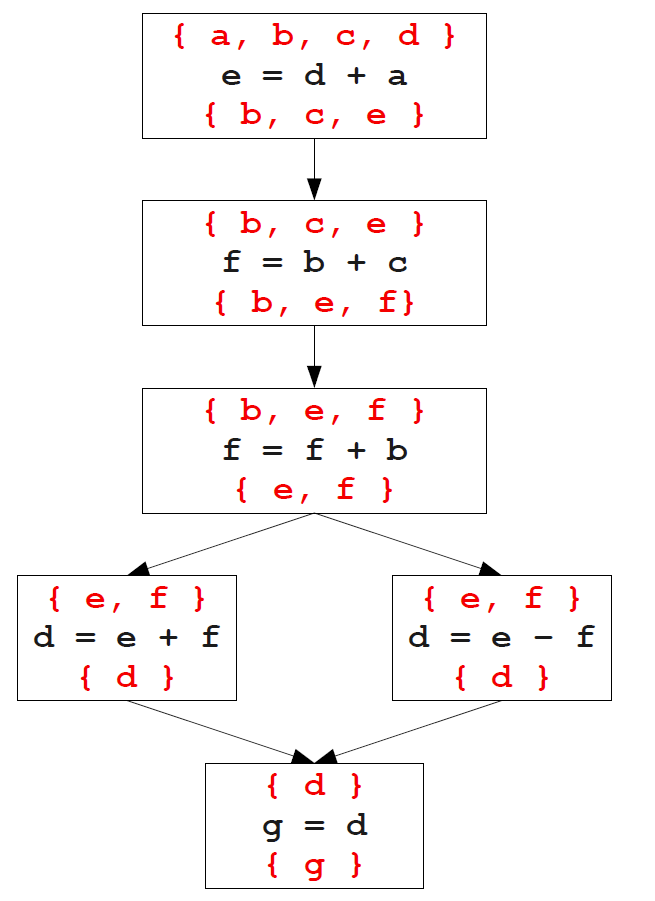 { a, b, c, d }
e = d + a
{ b, c, e }
{ b, c, e }
f = b + c
{ b, e, f}
{ b, e, f }
f = f + b
{ e, f }
{ e, f }
d = e + f
{ d }
{ e, f }
d = e - f
{ d }
{ d }
g = d
{ g }